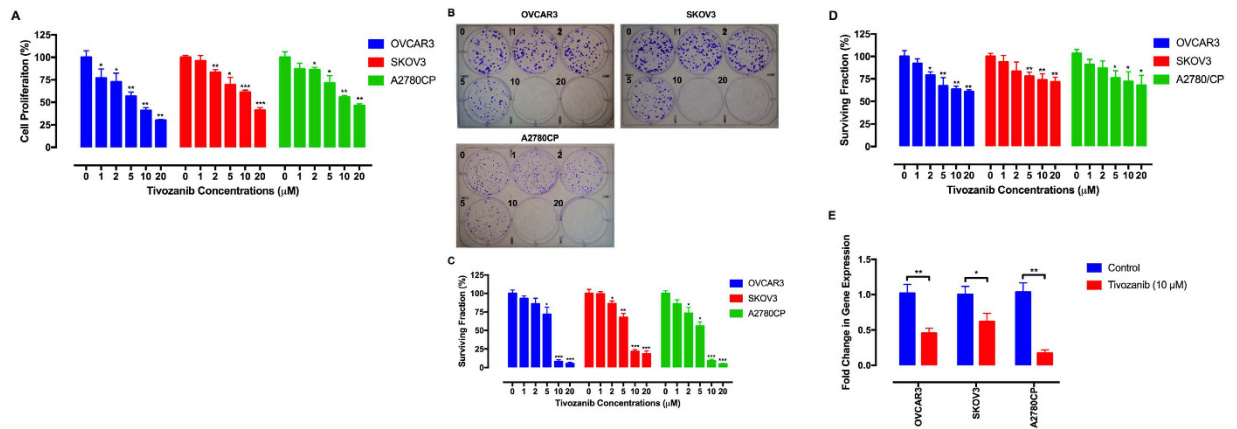 A
Cell Proliferaiton (%)
125
100
75
50
25
* * ** ** **
** * *** ***
* * ** **
OVCAR3
SKOV3
A2780CP
0 1 2 5 10 20 0 1 2 5 10 20 0 1 2 5 10 20
Tivozanib Concentrations (μM)
B
OVCAR3
0 1 2
5 10 20
SKOV3
0 1 2
5 10 20
A2780CP
0 1 2
5 10 20
C
Surviving Fraction (%)
125
100
75
50
25
0
* *** ***
* ** *** ***
* * *** ***
OVCAR3
SKOV3
A2780CP
0 1 2 5 10 20 0 1 2 5 10 20 0 1 2 5 10 20
Tivozanib Concentrations (μM)
D
Surviving Fraction (%)
125
100
75
50
25
0
* ** ** **
** ** **
* * *
OVCAR3
SKOV3
A2780/CP
0 1 2 5 10 20 0 1 2 5 10 20 0 1 2 5 10 20
Tivozanib Concentrations (μM)
E
Fold Change in Gene Expression
1.5
1.0
0.5
0.0
** * **
Control
Tivozanib (10 μM)
OVCAR3
SKOV3
A2780CP